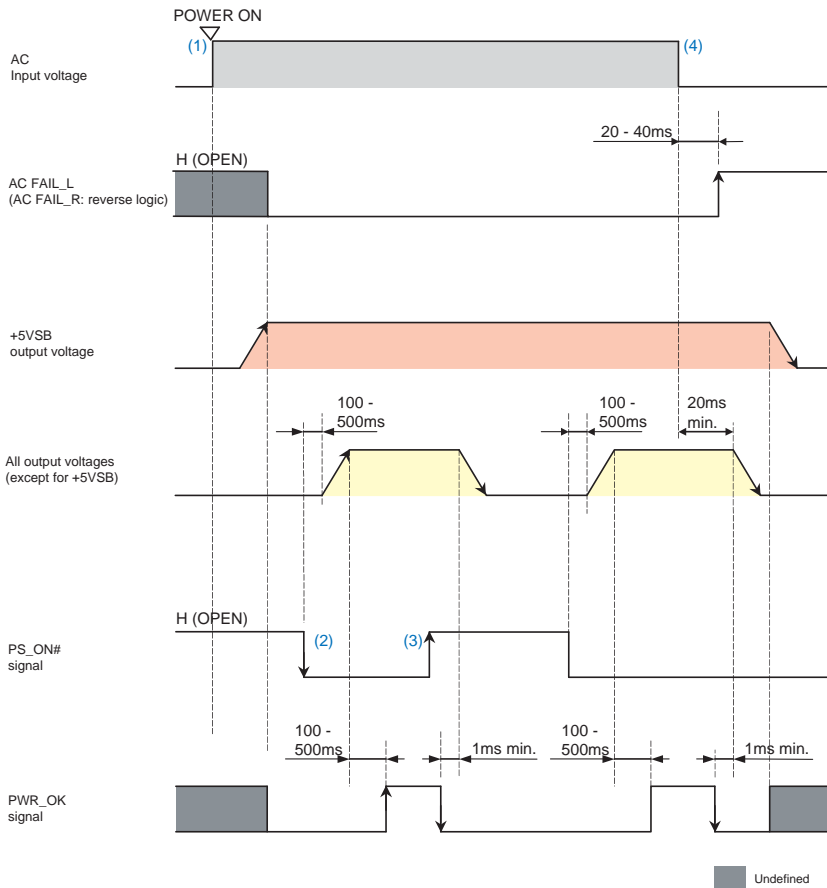 POWER ON
(1)
(4)
AC
Input voltage
20 - 40ms
H (OPEN)
AC FAIL_L
(AC FAIL_R: reverse logic)
+5VSB
output voltage
100 -
500ms
100 -
500ms
20ms
min.
All output voltages
(except for +5VSB)
H (OPEN)
PS_ON#
signal
(2)
(3)
100 -
500ms
1ms min.
100 -
500ms
1ms min.
PWR_OK
signal
Undefined